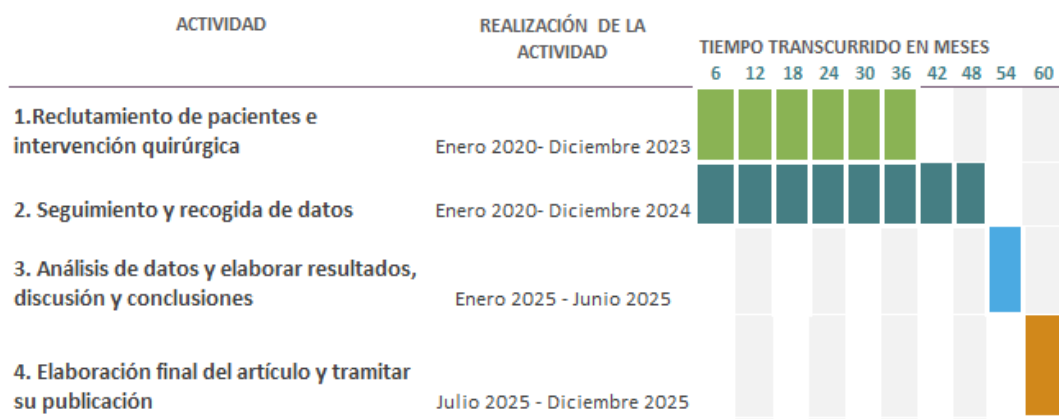 ACTIVIDAD
REALIZACIÓN DE LA
ACTIVIDAD
TIEMPO TRANSCURRIDO EN MESES
6 12 18 24 30 36 42 48 54 60
1.Reclutamiento de pacientes e
intervención quirúrgica
Enero 2020- Diciembre 2023
2. Seguimiento y recogida de datos
Enero 2020- Diciembre 2024
3. Análisis de datos y elaborar resultados,
discusión y conclusiones
Enero 2025 - Junio 2025
4. Elaboración final del artículo y tramitar
su publicación
Julio 2025 - Diciembre 2025